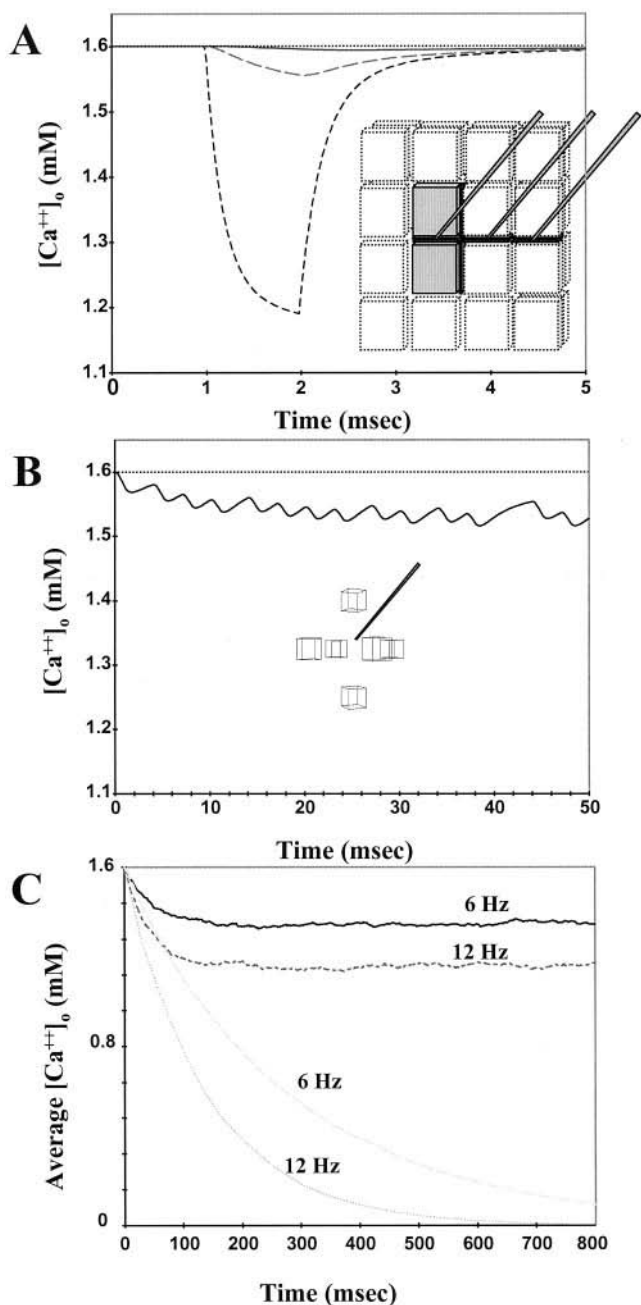 A
1.6
1.5
1.4
1.3
1.2
1.1
[Ca++]o (mM)
0 1 2 3 4 5
Time (msec)
B
1.6
1.5
1.4
1.3
1.2
1.1
[Ca++]o (mM)
0 10 20 30 40 50
Time (msec)
C
1.6
0.8
0
Average [Ca++]o (mM)
6 Hz
12 Hz
6 Hz
12 Hz
0 100 200 300 400 500 600 700 800
Time (msec)